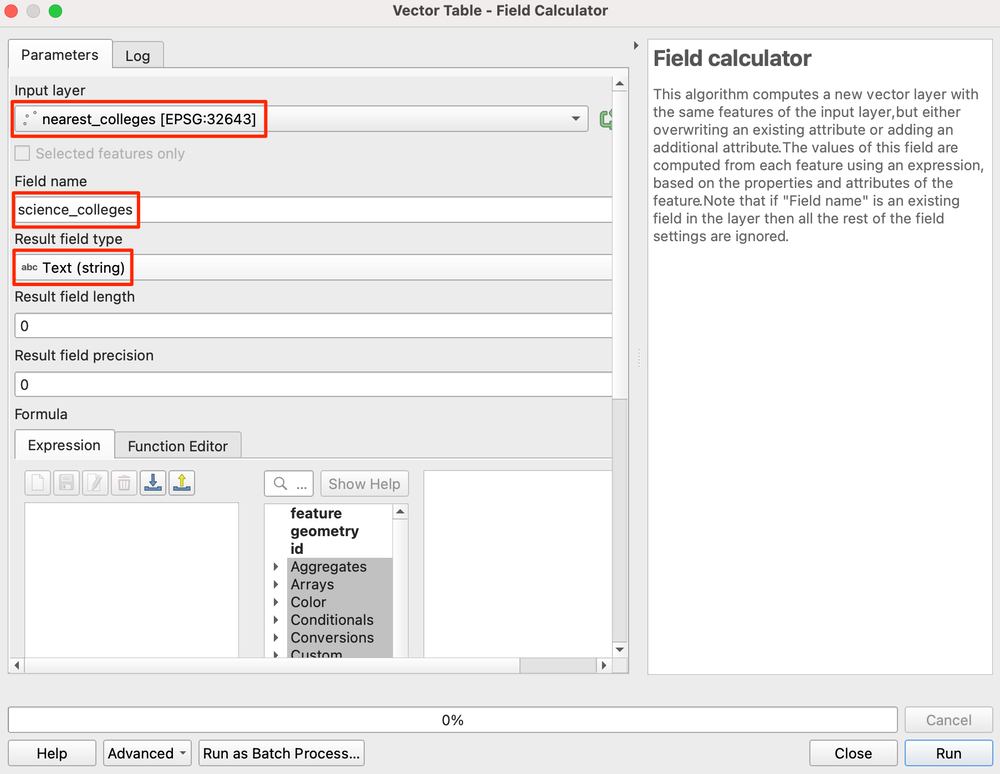 Vector Table - Field Calculator
Parameters
Log
Input layer
nearest_colleges [EPSG:32643]
Selected features only
Field name
science_colleges
Result field type
abc Text (string)
Result field length
0
Result field precision
0
Formula
Expression
Function Editor
...
Show Help
feature
geometry
id
Aggregates
Arrays
Color
Conditionals
Conversions
Custom
Field calculator
This algorithm computes a new vector layer with
the same features of the input layer,but either
overwriting an existing attribute or adding an
additional attribute.The values of this field are
computed from each feature using an expression,
based on the properties and attributes of the
feature.Note that if "Field name" is an existing
field in the layer then all the rest of the field
settings are ignored.
0%
Cancel
Help
Advanced
Run as Batch Process...
Close
Run